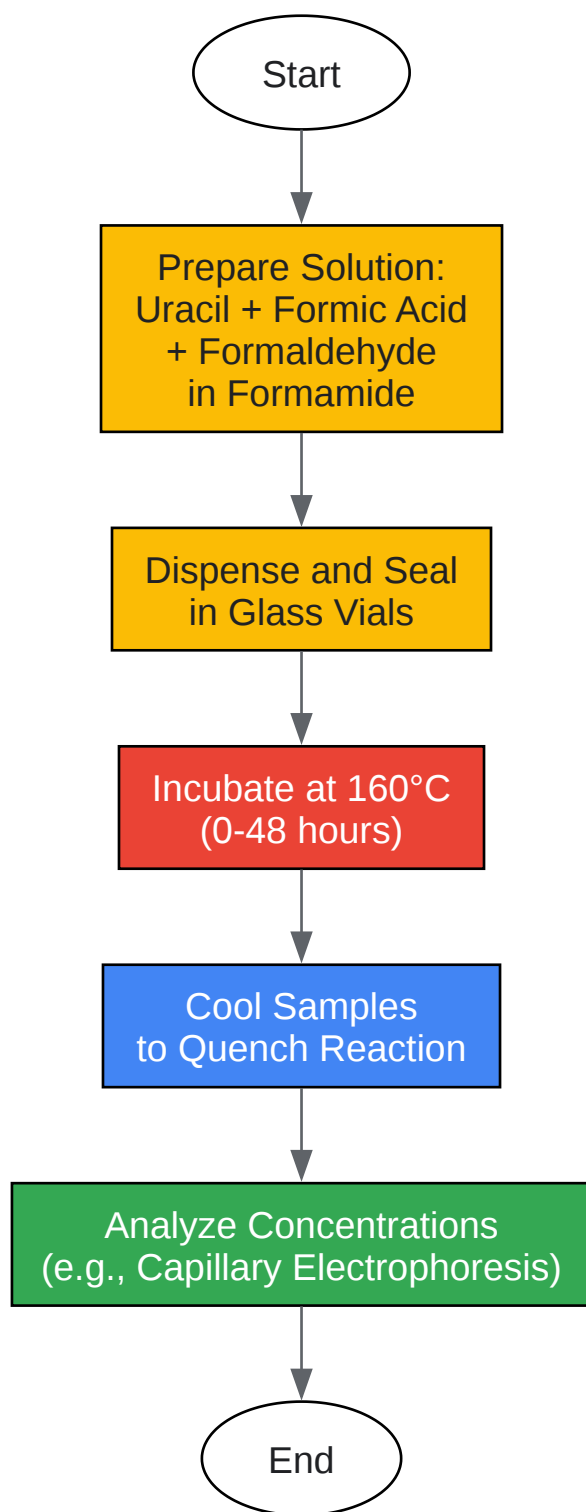 Start
Prepare Solution:
Uracil + Formic Acid
+ Formaldehyde
in Formamide
Dispense and Seal
in Glass Vials
Incubate at 160°C
(0-48 hours)
Cool Samples
to Quench Reaction
Analyze Concentrations
(e.g., Capillary Electrophoresis)
End